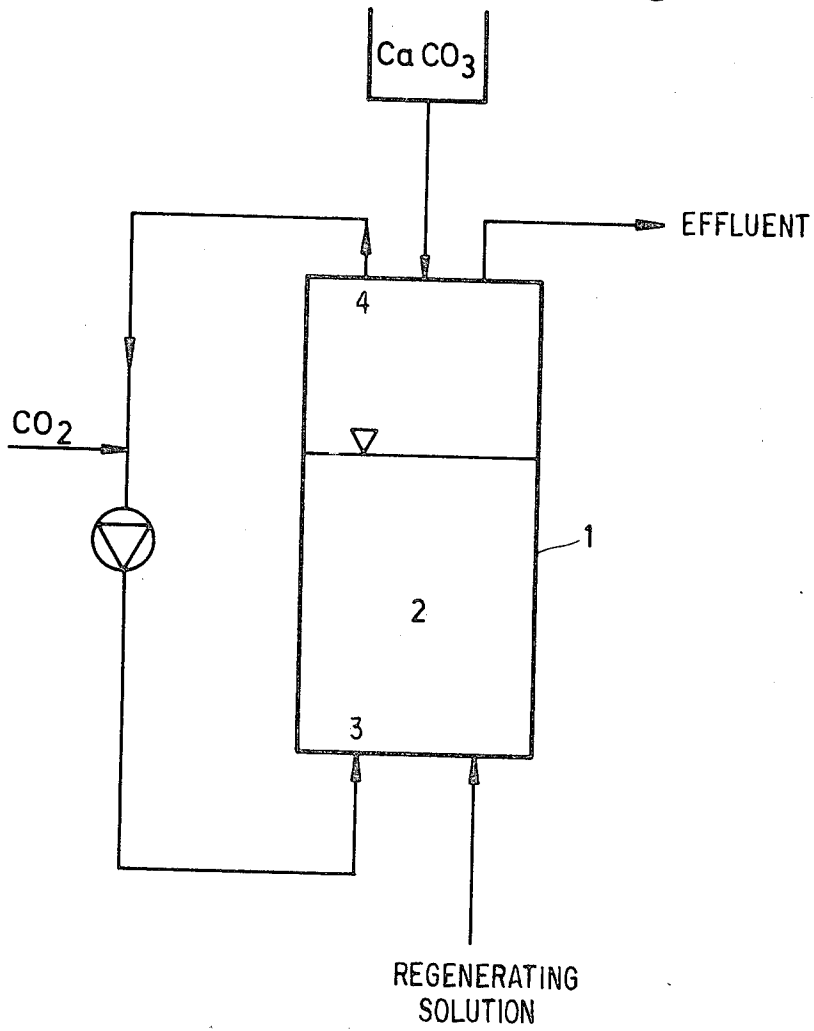 CaCO3
EFFLUENT
4
CO2
1
2
3
REGENERATING
SOLUTION